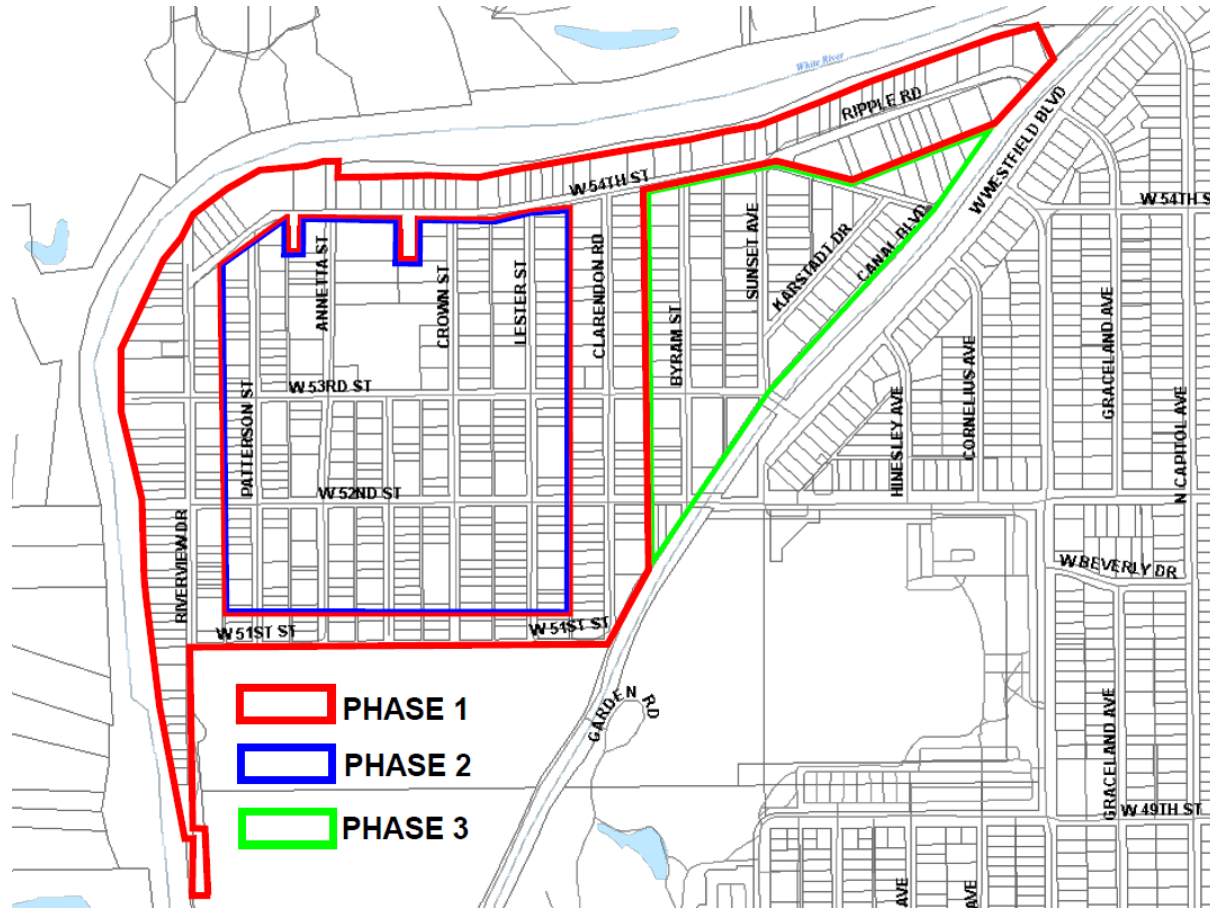 White River
RIPPLE RD
W WESTFIELD BLVD
W 54TH ST
W 54TH S
SUNSET AVE
KARSTADT DR
CANAL BLVD
ANNETTA ST
CROWN ST
LESTER ST
CLARENDON RD
BYRAM ST
GRACELAND AVE
CORNELIUS AVE
HINESLEY AVE
N CAPITOL AVE
PATTERSON ST
W 53RD ST
W 52ND ST
RIVERVIEW DR
W BEVERLY DR
W 51ST ST
W 51ST ST
GARDEN RD
PHASE 1
PHASE 2
PHASE 3
GRACELAND AVE
W 49TH ST
AVE
AVE